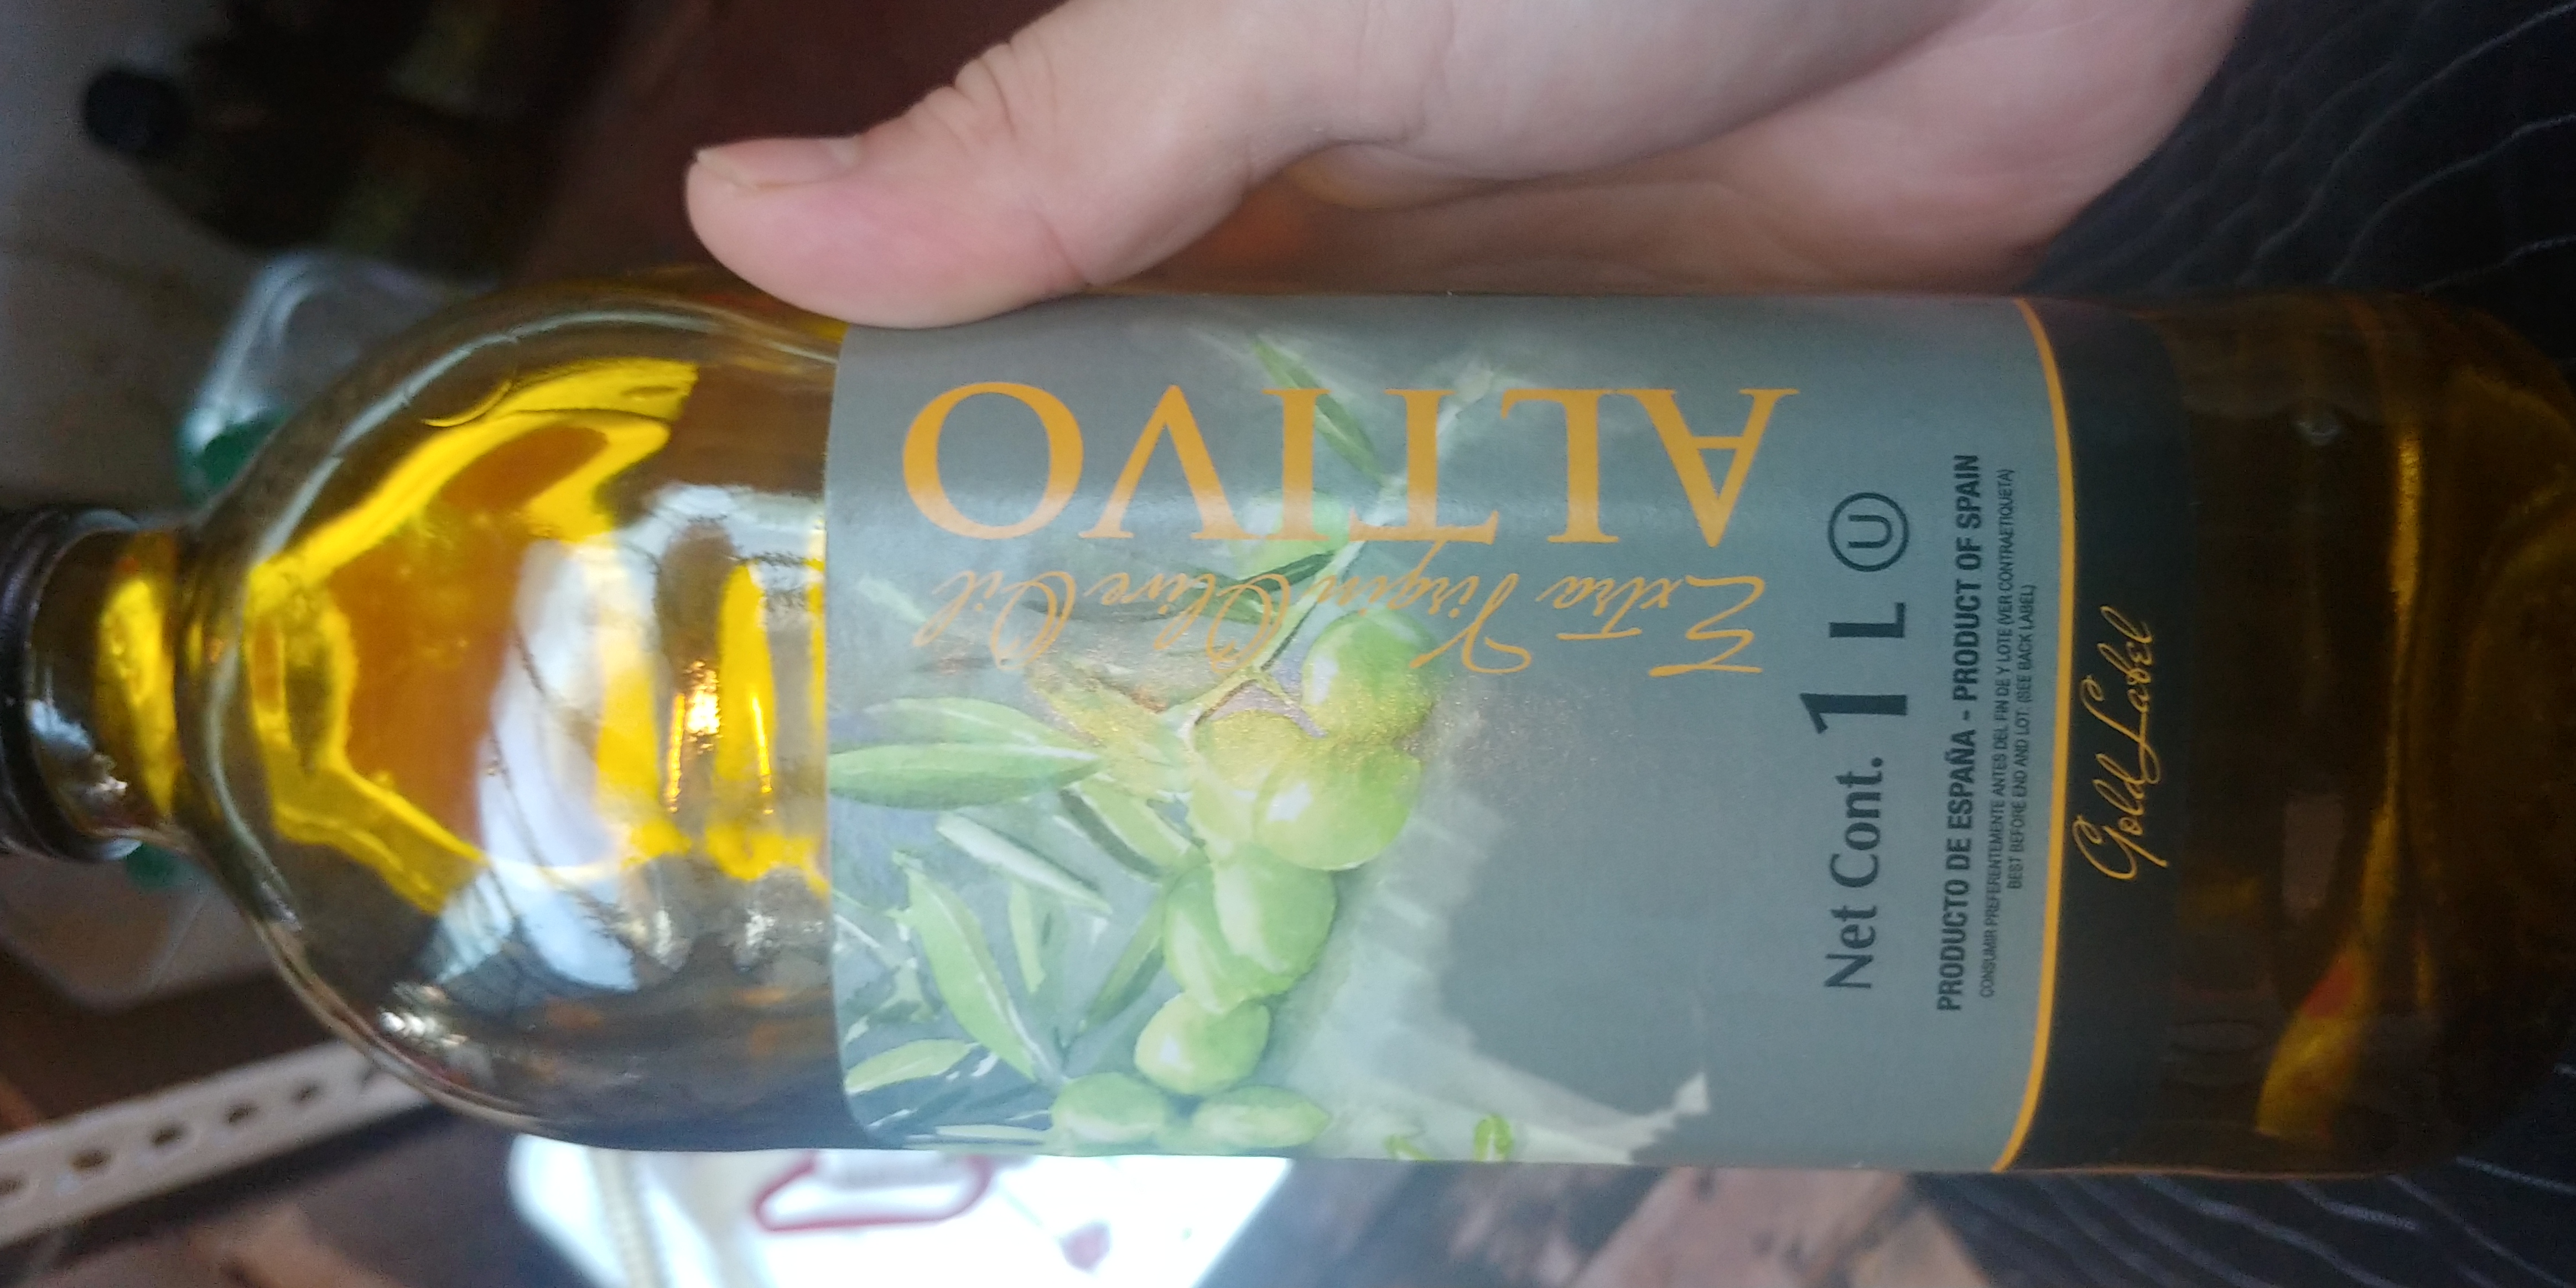 Extra Virgin Olive Oil
ALTIVO
Net Cont. 1 L U
PRODUCTO DE ESPAÑA - PRODUCT OF SPAIN
CONSUMIR PREFERENTEMENTE ANTES DEL FIN DE Y LOTE (VER CONTRAETIQUETA)
BEST BEFORE END AND LOT: (SEE BACK LABEL)
Gold Label